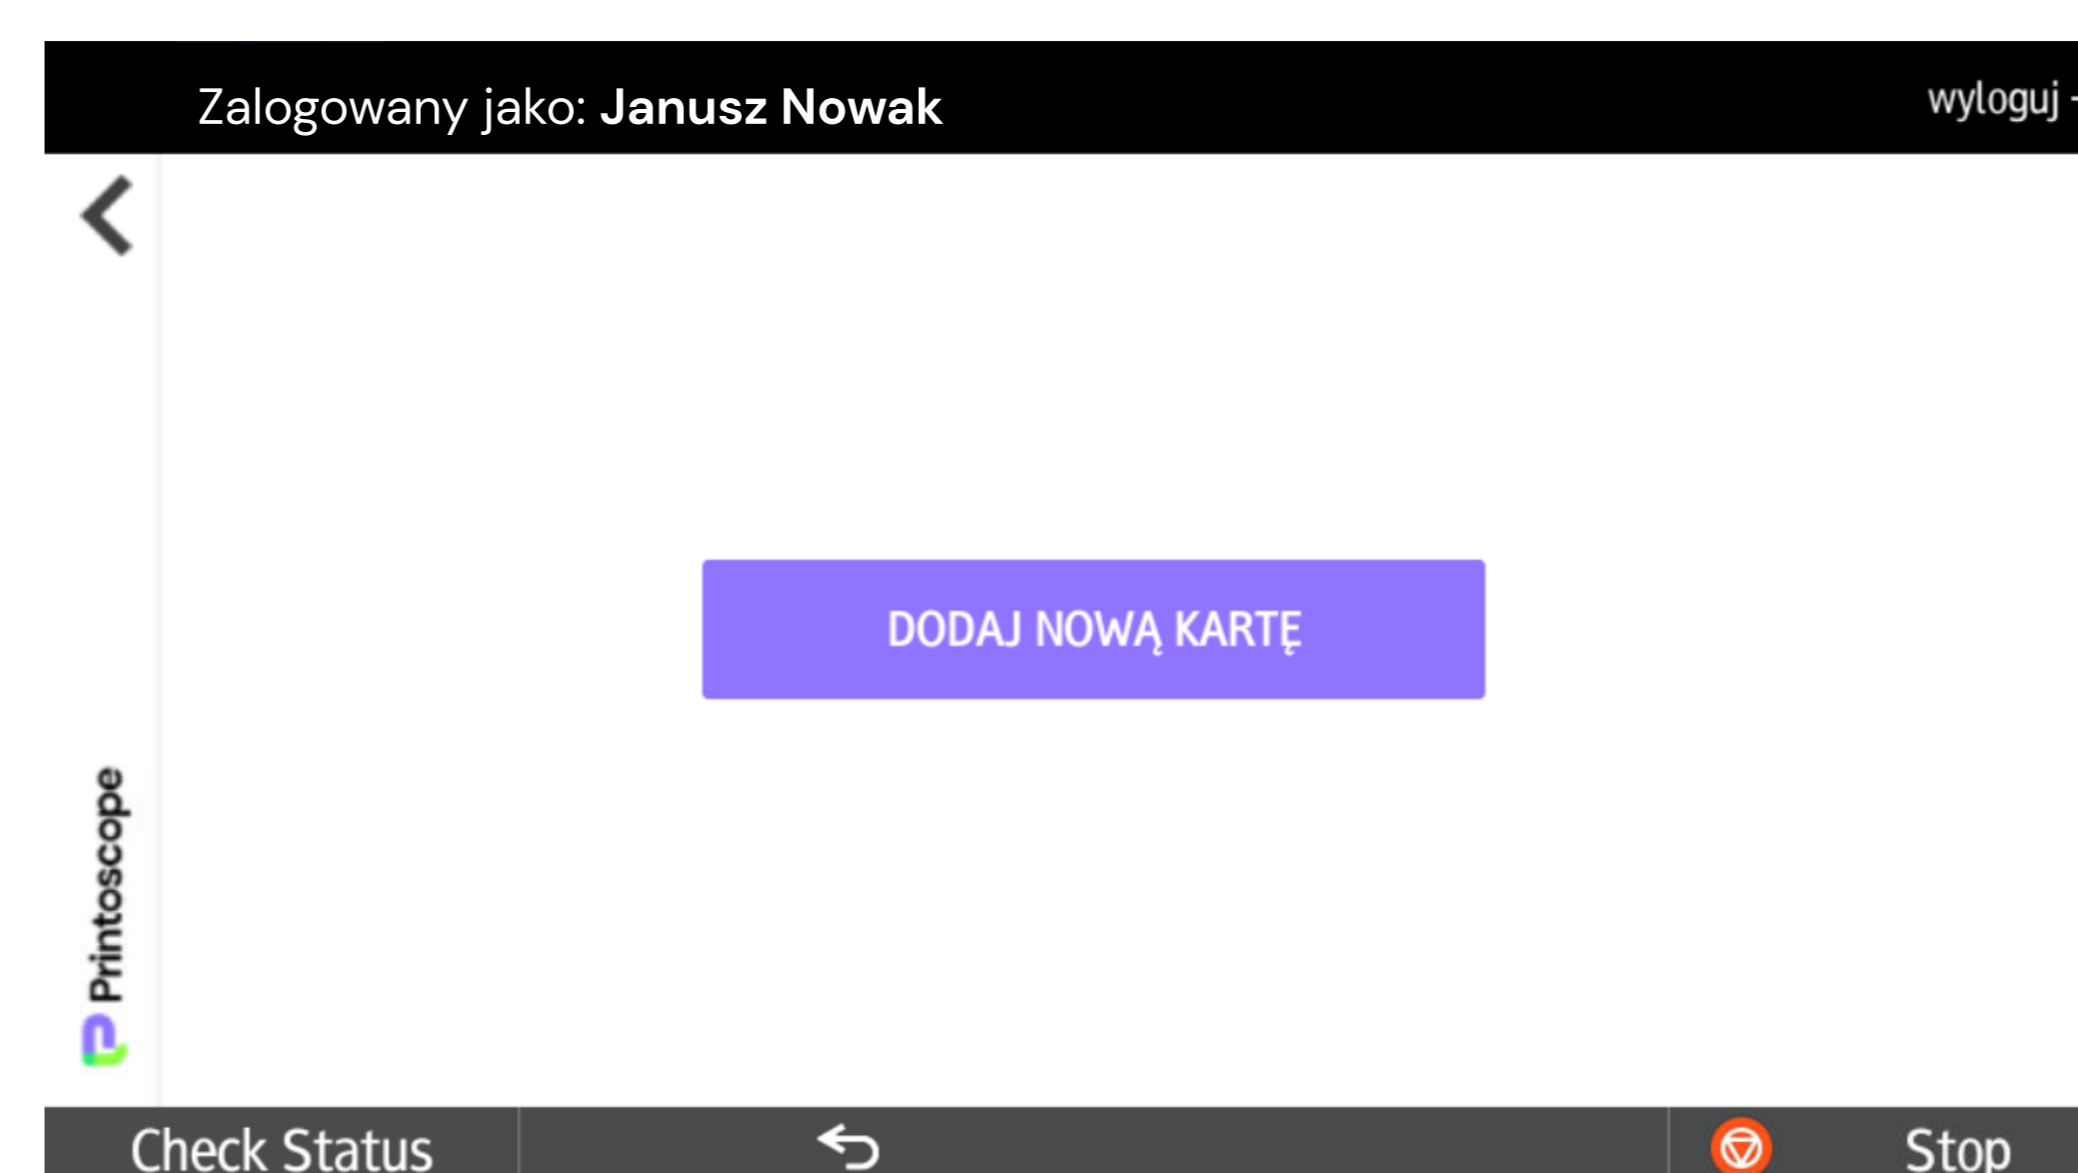 Zalogowany jako: Janusz Nowak
wyloguj
DODAJ NOWĄ KARTĘ
Printoscope
Check Status
Stop